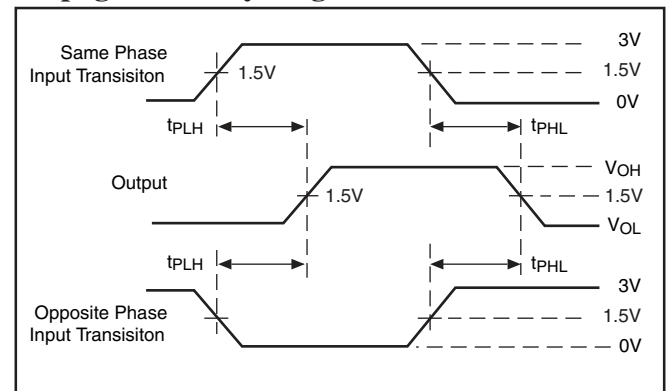 Same Phase
Input Transisiton
1.5V
3V
1.5V
0V
tPLH
tPHL
Output
1.5V
VOH
1.5V
VOL
tPLH
tPHL
Opposite Phase
Input Transisiton
3V
1.5V
0V